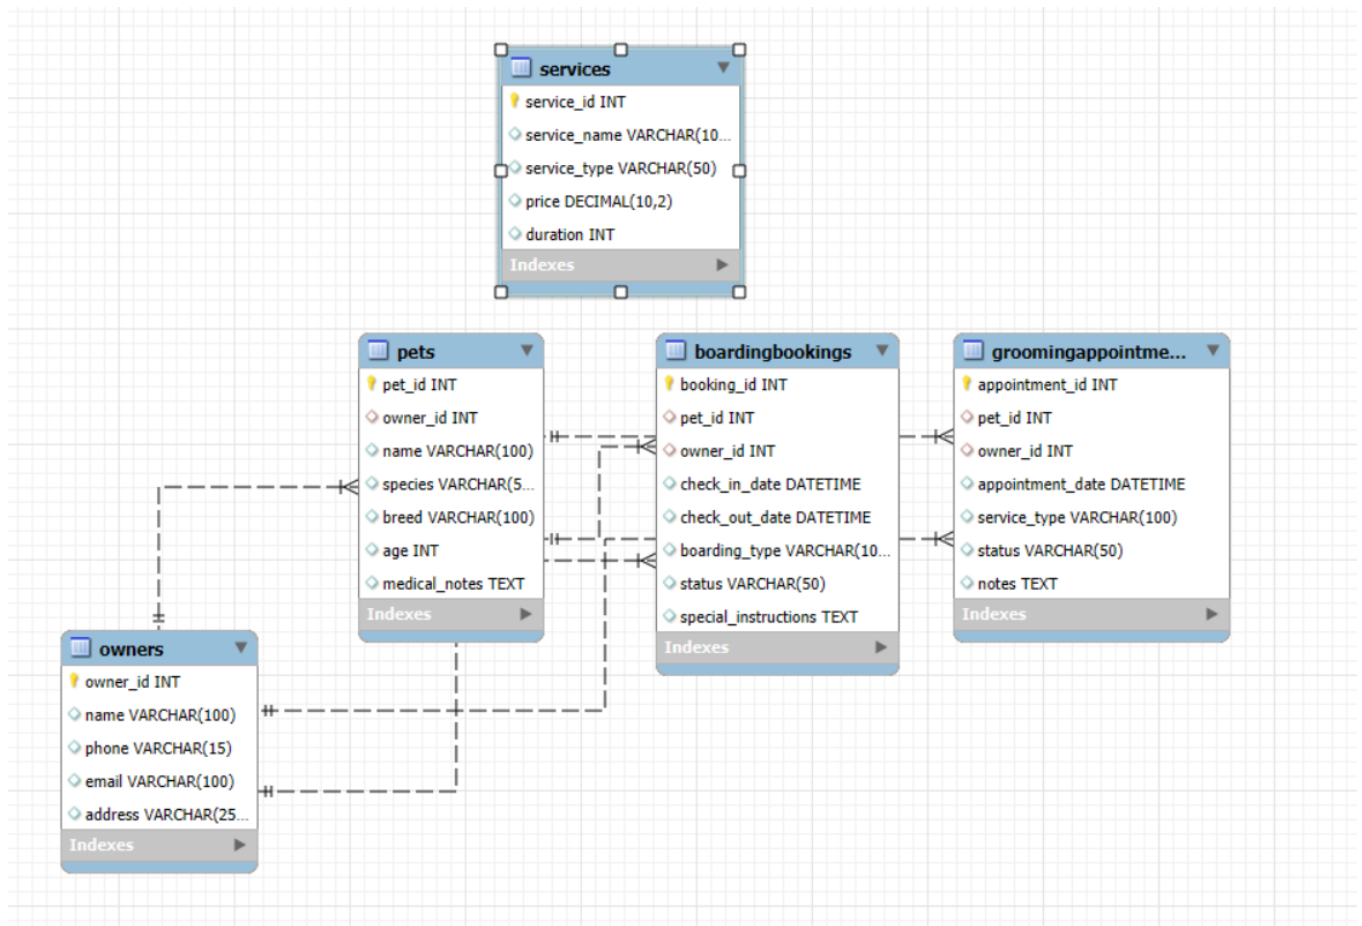 services
service_id INT
service_name VARCHAR(10...
service_type VARCHAR(50)
price DECIMAL(10,2)
duration INT
Indexes
pets
pet_id INT
owner_id INT
name VARCHAR(100)
species VARCHAR(5...
breed VARCHAR(100)
age INT
medical_notes TEXT
Indexes
boardingbookings
booking_id INT
pet_id INT
owner_id INT
check_in_date DATETIME
check_out_date DATETIME
boarding_type VARCHAR(10...
status VARCHAR(50)
special_instructions TEXT
Indexes
groomingappointme...
appointment_id INT
pet_id INT
owner_id INT
appointment_date DATETIME
service_type VARCHAR(100)
status VARCHAR(50)
notes TEXT
Indexes
owners
owner_id INT
name VARCHAR(100)
phone VARCHAR(15)
email VARCHAR(100)
address VARCHAR(25...
Indexes